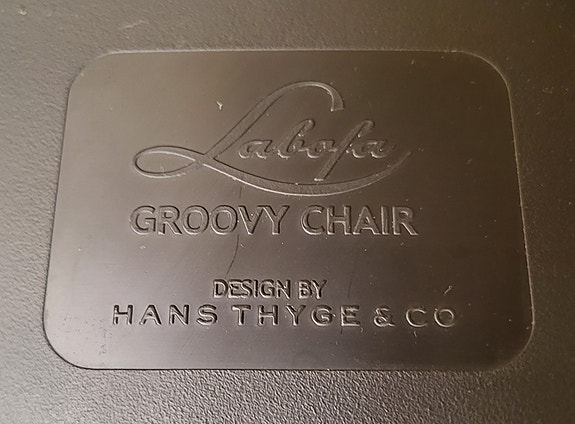 Labofa
GROOVY CHAIR
DESIGN BY
HANS THYGE & CO